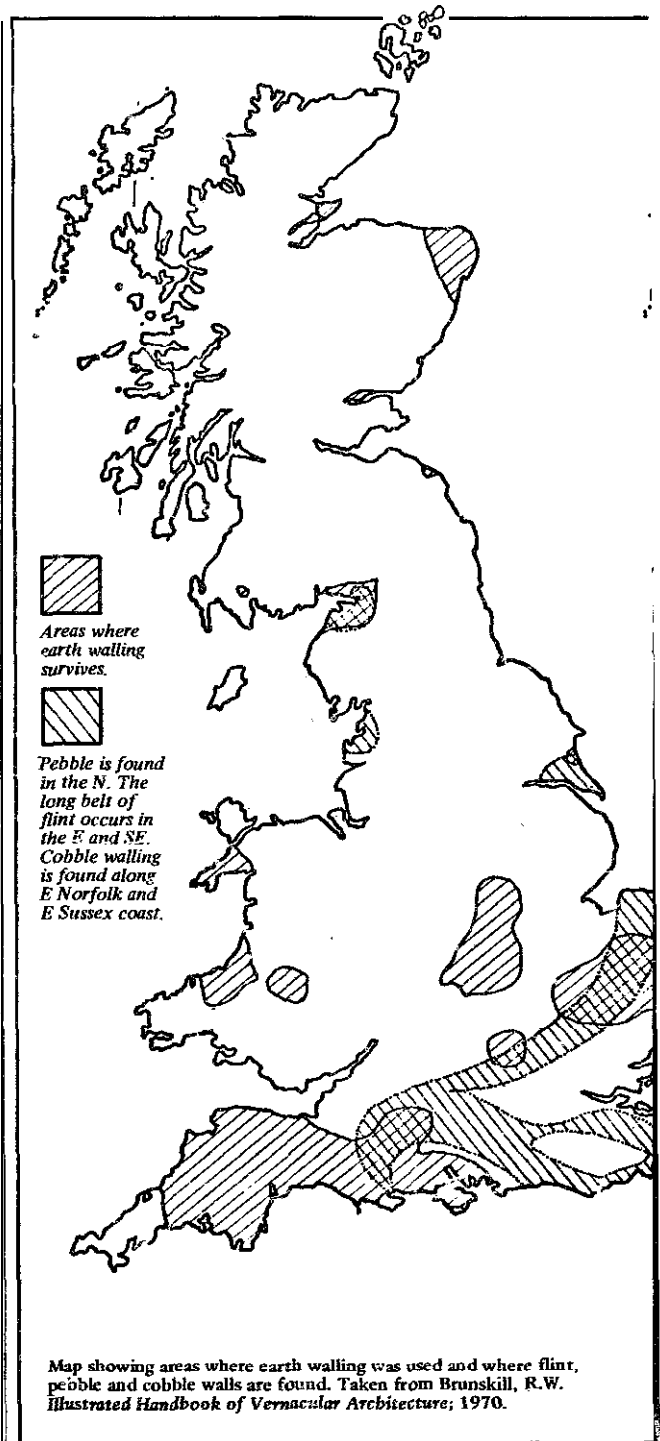 Areas where
earth walling
survives.
Pebble is found
in the N. The
long belt of
flint occurs in
the E and SE.
Cobble walling
is found along
E Norfolk and
E Sussex coast.
Map showing areas where earth walling was used and where flint,
pebble and cobble walls are found. Taken from Brunskill, R.W.
Illustrated Handbook of Vernacular Architecture; 1970.